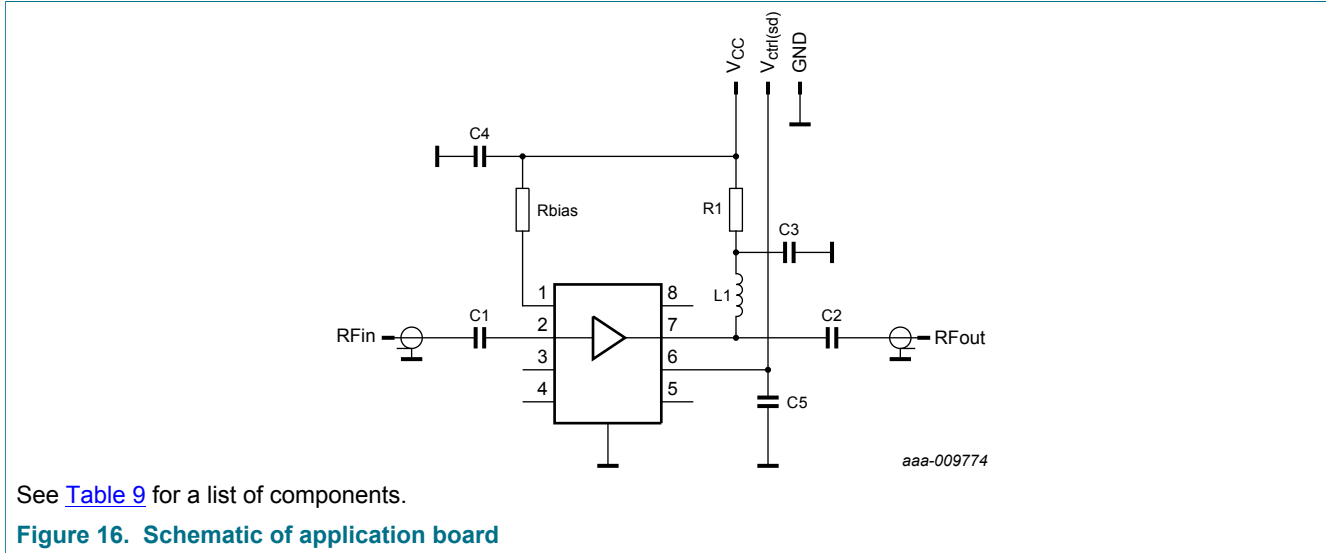 VCC
Vctrl(sd)
GND
C4
Rbias
R1
C3
L1
1
8
RFin
C1
2
7
C2
RFout
3
6
4
5
C5
aaa-009774
See Table 9 for a list of components.
Figure 16. Schematic of application board